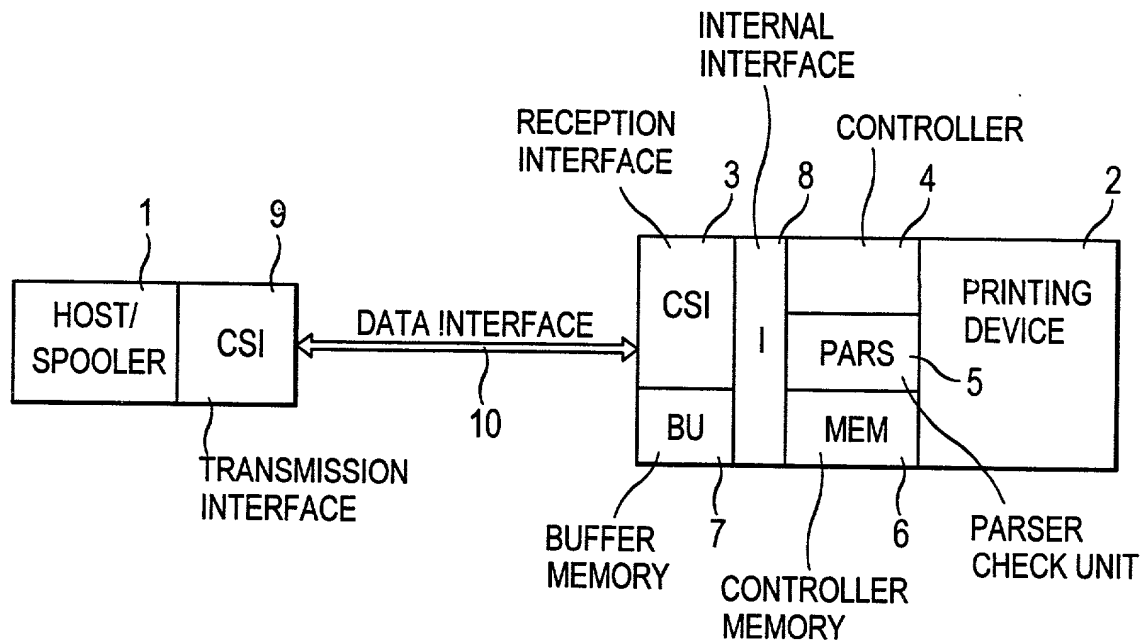 INTERNAL
INTERFACE
RECEPTION
INTERFACE
CONTROLLER
3
8
4
2
1
9
HOST/
SPOOLER
CSI
DATA INTERFACE
10
TRANSMISSION
INTERFACE
CSI
I
PRINTING
DEVICE
PARS
5
BU
MEM
BUFFER
MEMORY
7
CONTROLLER
MEMORY
6
PARSER
CHECK UNIT